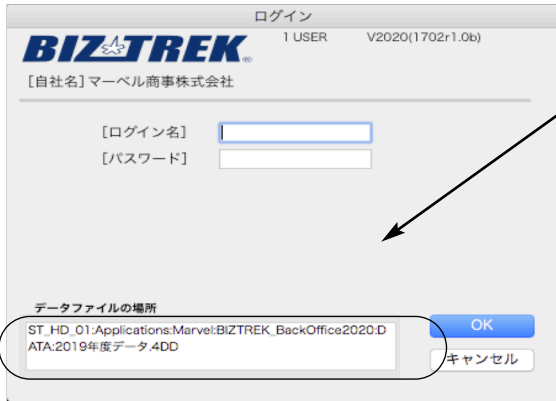 ログイン
BIZ☆TREK®
1 USER V2020(1702r1.0b)
[自社名]マーベル商事株式会社
[ログイン名]
[パスワード]
データファイルの場所
ST_HD_01:Applications:Marvel:BIZTREK_BackOffice2020:D
ATA:2019年度データ.4DD
OK
キャンセル